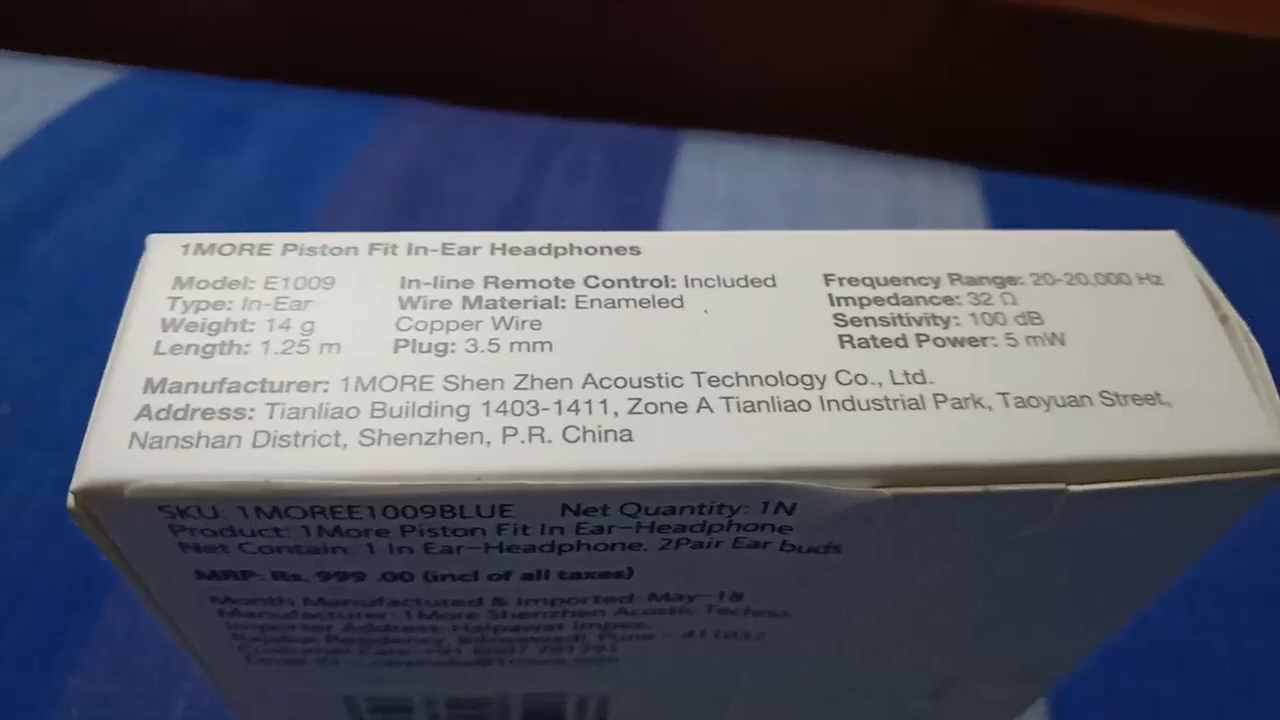 1MORE Piston Fit In-Ear Headphones
Model: E1009
Type: In-Ear
Weight: 14 g
Length: 1.25 m
In-line Remote Control: Included
Wire Material: Enameled
Copper Wire
Plug: 3.5 mm
Frequency Range: 20-20,000 Hz
Impedance: 32 Ω
Sensitivity: 100 dB
Rated Power: 5 mW
Manufacturer: 1MORE Shen Zhen Acoustic Technology Co., Ltd.
Address: Tianliao Building 1403-1411, Zone A Tianliao Industrial Park, Taoyuan Street,
Nanshan District, Shenzhen, P.R. China
SKU: 1MOREE1009BLUE Net Quantity: 1N
Product: 1More Piston Fit In Ear-Headphone
Net Contain: 1 In Ear-Headphone, 2Pair Ear buds
MRP: Rs. 999 .00 (incl of all taxes)
Month Manufactured & Imported: May-18
Manufacturer: 1More Shenzhen Acostic Techno